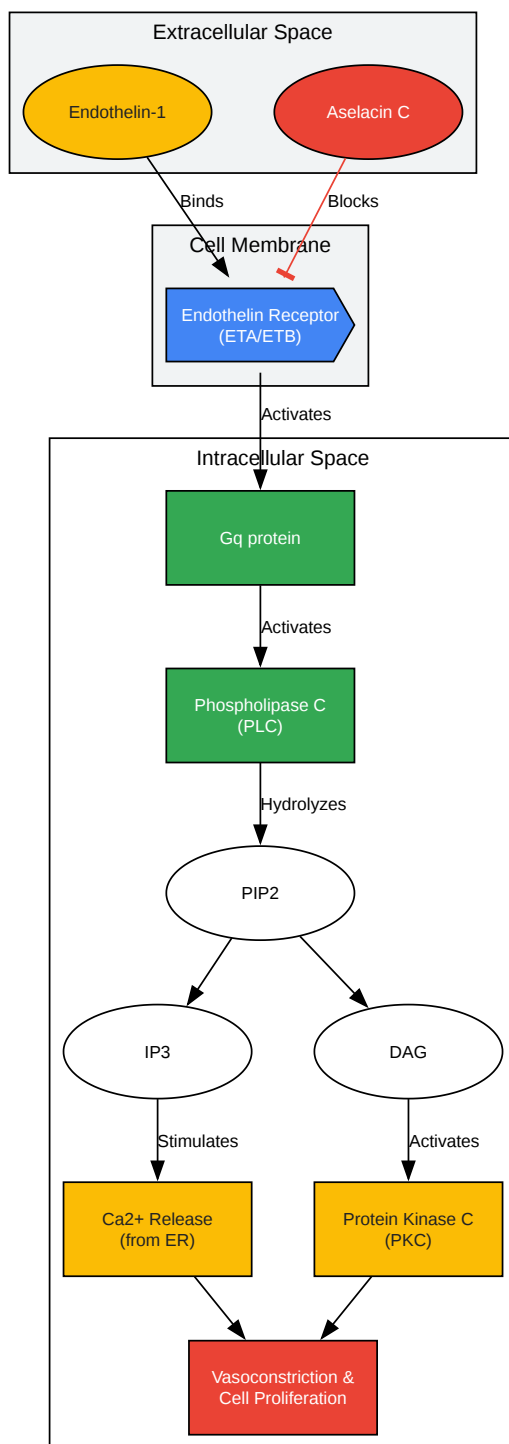 Extracellular Space
Endothelin-1
Aselacin C
Binds
Blocks
Cell Membrane
Endothelin Receptor
(ETA/ETB)
Activates
Intracellular Space
Gq protein
Activates
Phospholipase C
(PLC)
Hydrolyzes
PIP2
IP3
DAG
Stimulates
Activates
Ca2+ Release
(from ER)
Protein Kinase C
(PKC)
Vasoconstriction &
Cell Proliferation